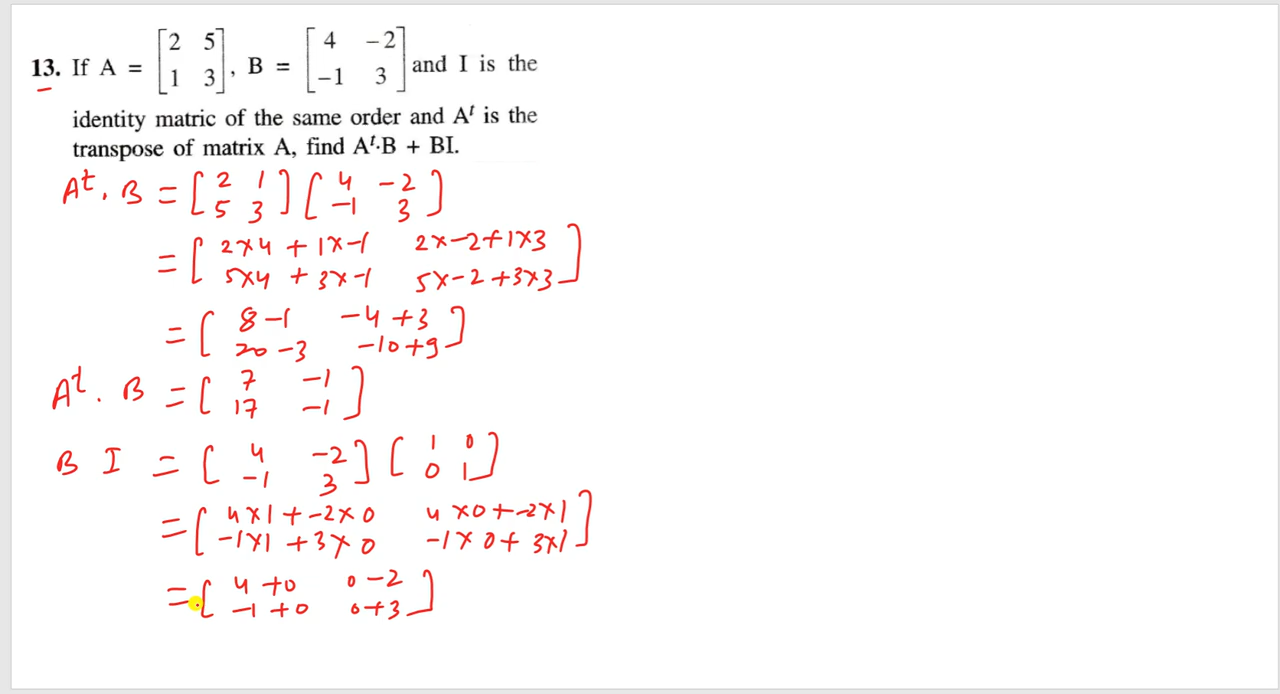 13. If A = [2 5], B = [4 -2] and I is the
[1 3] [-1 3]
identity matric of the same order and Aᵗ is the
transpose of matrix A, find Aᵗ·B + BI.
Aᵗ. B = [2 1] [4 -2]
[5 3] [-1 3]
= [2×4 + 1×-1 2×-2+1×3]
[5×4 + 3×-1 5×-2+3×3]
= [8-1 -4+3]
[20-3 -10+9]
Aᵗ. B = [7 -1]
[17 -1]
B I = [4 -2] [1 0]
[-1 3] [0 1]
= [4×1+-2×0 4×0+-2×1]
[-1×1+3×0 -1×0+3×1]
= [4+0 0-2]
[-1+0 0+3]